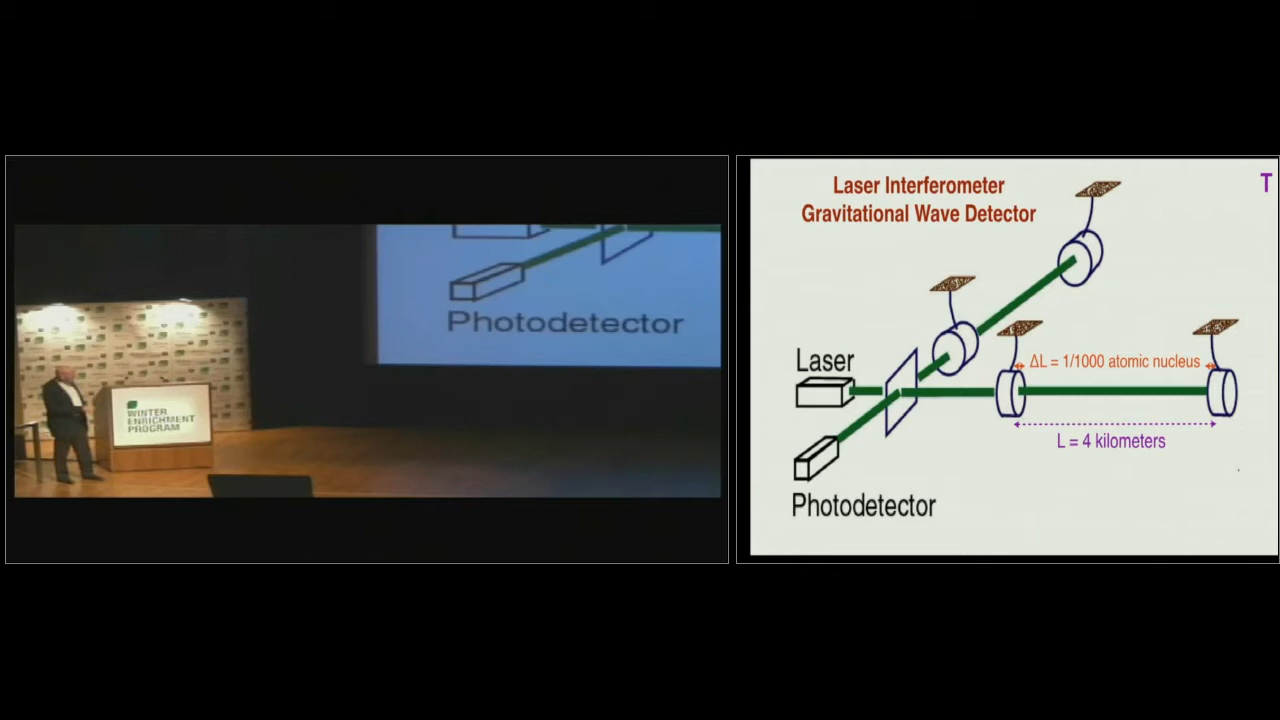 Photodetector
WINTER
ENRICHMENT
PROGRAM
Laser Interferometer
Gravitational Wave Detector
T
Laser
ΔL = 1/1000 atomic nucleus
L = 4 kilometers
Photodetector